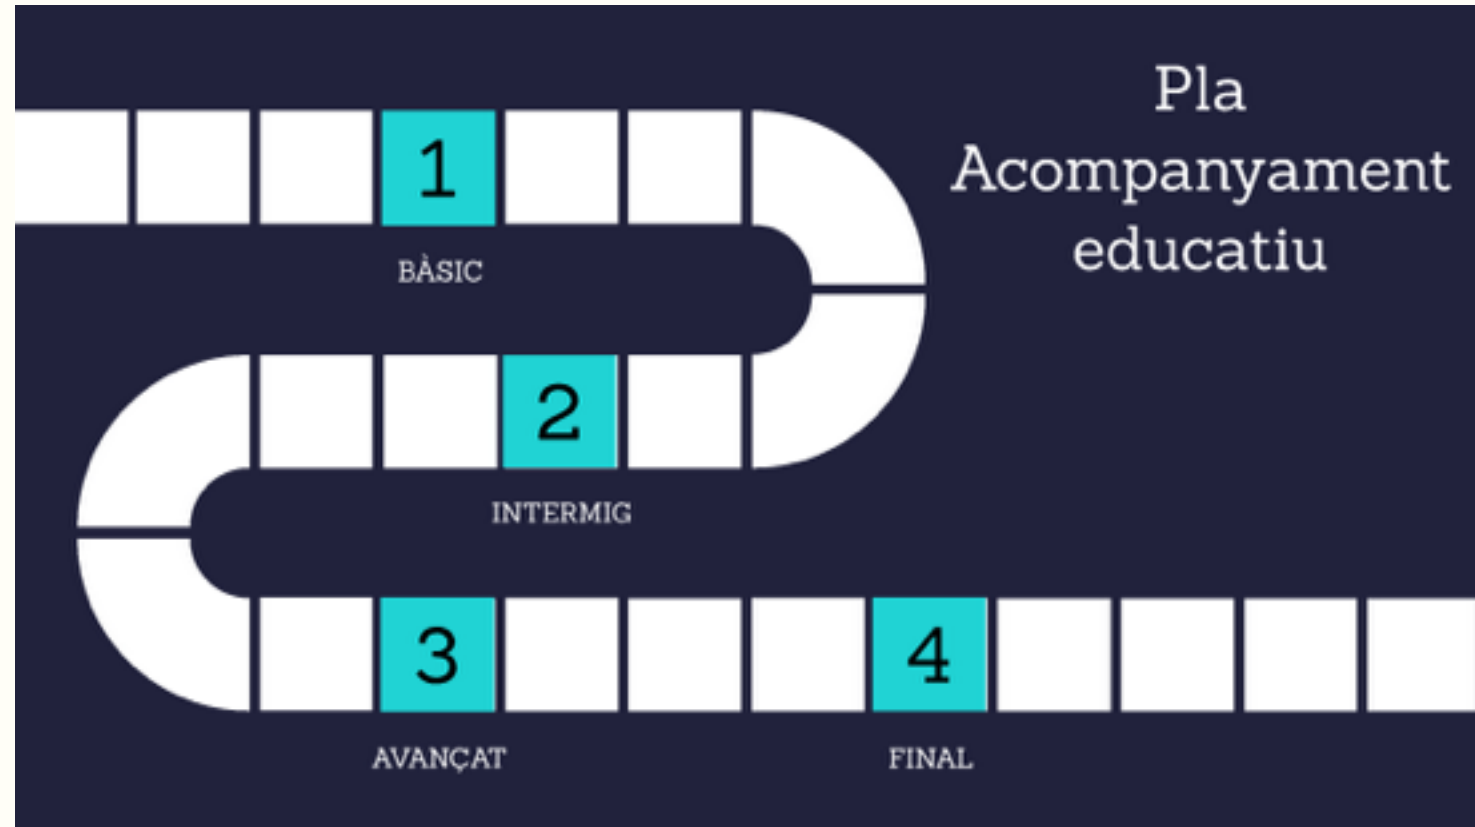 Pla
Acompanyament
educatiu
1
BÀSIC
2
INTERMIG
3
4
AVANÇAT
FINAL